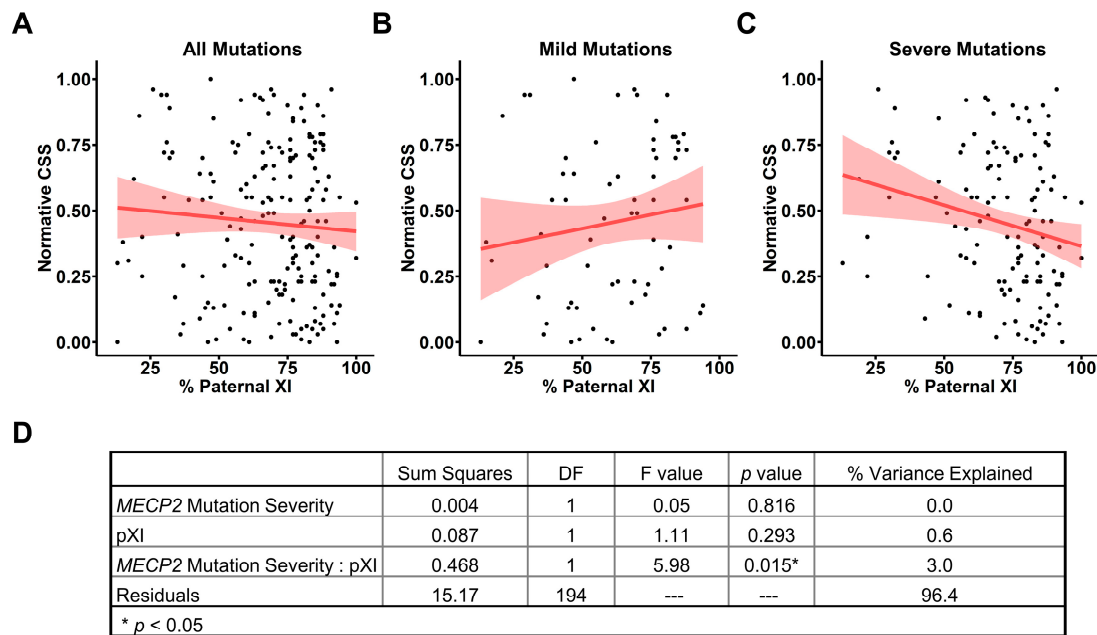 A
All Mutations
Normative CSS
1.00
0.75
0.50
0.25
0.00
25 50 75 100
% Paternal XI
B
Mild Mutations
Normative CSS
1.00
0.75
0.50
0.25
0.00
25 50 75 100
% Paternal XI
C
Severe Mutations
Normative CSS
1.00
0.75
0.50
0.25
0.00
25 50 75 100
% Paternal XI
D
Sum Squares DF F value p value % Variance Explained
MECP2 Mutation Severity 0.004 1 0.05 0.816 0.0
pXI 0.087 1 1.11 0.293 0.6
MECP2 Mutation Severity : pXI 0.468 1 5.98 0.015* 3.0
Residuals 15.17 194 --- --- 96.4
* p < 0.05